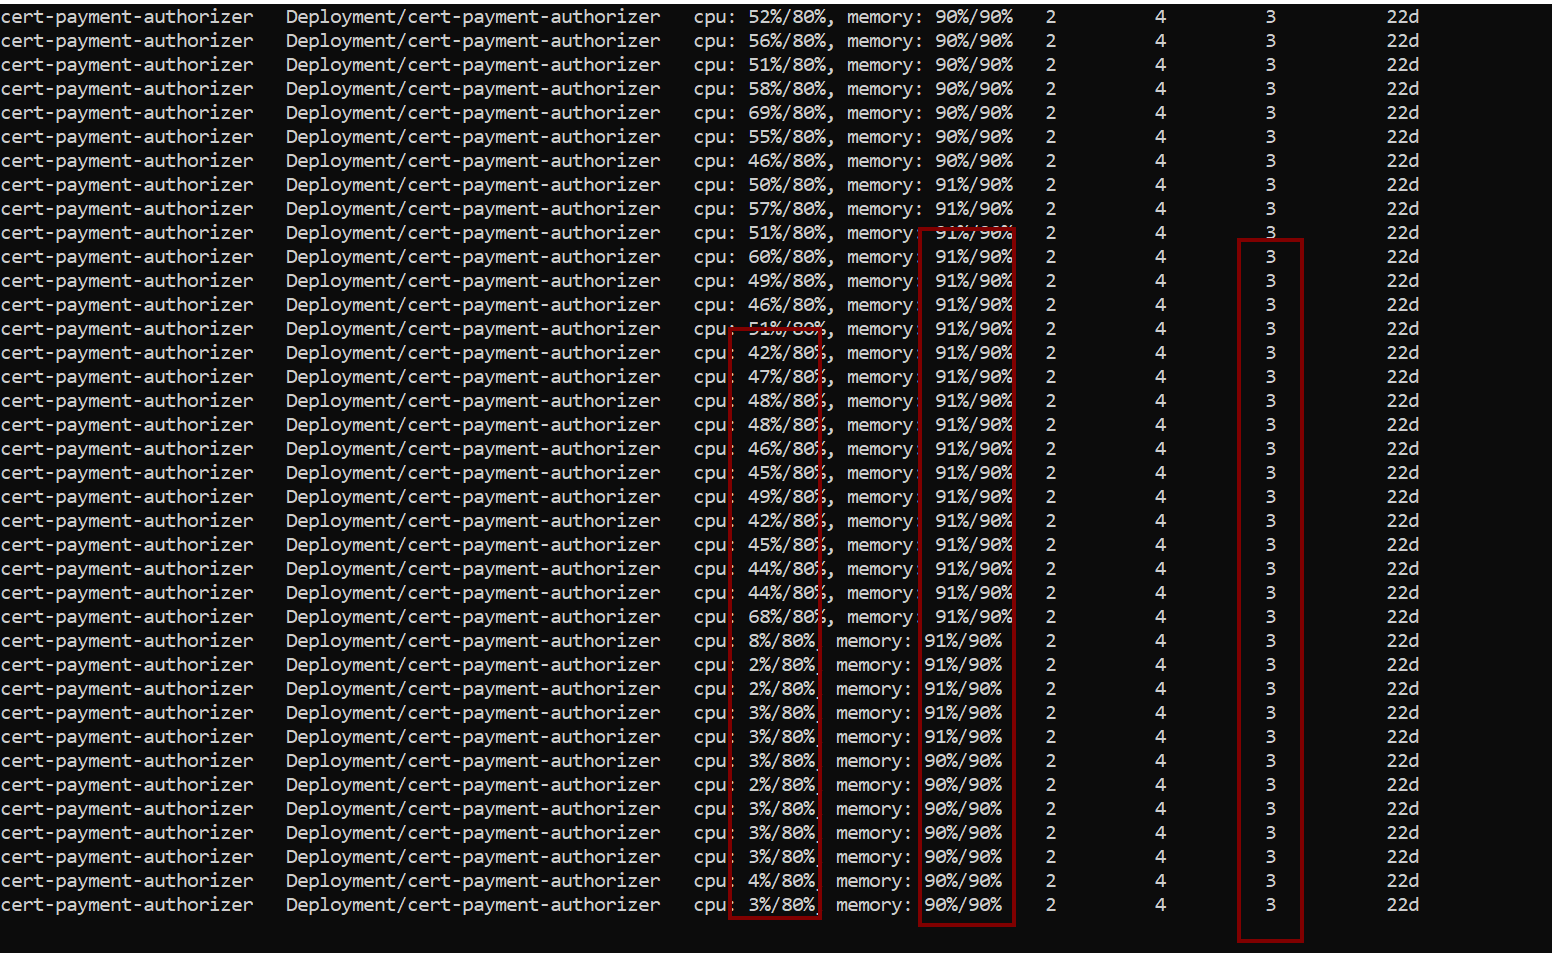 cert-payment-authorizer Deployment/cert-payment-authorizer cpu: 52%/80%, memory: 90%/90% 2 4 3 22d
cert-payment-authorizer Deployment/cert-payment-authorizer cpu: 56%/80%, memory: 90%/90% 2 4 3 22d
cert-payment-authorizer Deployment/cert-payment-authorizer cpu: 51%/80%, memory: 90%/90% 2 4 3 22d
cert-payment-authorizer Deployment/cert-payment-authorizer cpu: 58%/80%, memory: 90%/90% 2 4 3 22d
cert-payment-authorizer Deployment/cert-payment-authorizer cpu: 69%/80%, memory: 90%/90% 2 4 3 22d
cert-payment-authorizer Deployment/cert-payment-authorizer cpu: 55%/80%, memory: 90%/90% 2 4 3 22d
cert-payment-authorizer Deployment/cert-payment-authorizer cpu: 46%/80%, memory: 90%/90% 2 4 3 22d
cert-payment-authorizer Deployment/cert-payment-authorizer cpu: 50%/80%, memory: 91%/90% 2 4 3 22d
cert-payment-authorizer Deployment/cert-payment-authorizer cpu: 57%/80%, memory: 91%/90% 2 4 3 22d
cert-payment-authorizer Deployment/cert-payment-authorizer cpu: 51%/80%, memory: 91%/90% 2 4 3 22d
cert-payment-authorizer Deployment/cert-payment-authorizer cpu: 60%/80%, memory: 91%/90% 2 4 3 22d
cert-payment-authorizer Deployment/cert-payment-authorizer cpu: 49%/80%, memory: 91%/90% 2 4 3 22d
cert-payment-authorizer Deployment/cert-payment-authorizer cpu: 46%/80%, memory: 91%/90% 2 4 3 22d
cert-payment-authorizer Deployment/cert-payment-authorizer cpu: 51%/80%, memory: 91%/90% 2 4 3 22d
cert-payment-authorizer Deployment/cert-payment-authorizer cpu: 42%/80%, memory: 91%/90% 2 4 3 22d
cert-payment-authorizer Deployment/cert-payment-authorizer cpu: 47%/80%, memory: 91%/90% 2 4 3 22d
cert-payment-authorizer Deployment/cert-payment-authorizer cpu: 48%/80%, memory: 91%/90% 2 4 3 22d
cert-payment-authorizer Deployment/cert-payment-authorizer cpu: 48%/80%, memory: 91%/90% 2 4 3 22d
cert-payment-authorizer Deployment/cert-payment-authorizer cpu: 46%/80%, memory: 91%/90% 2 4 3 22d
cert-payment-authorizer Deployment/cert-payment-authorizer cpu: 45%/80%, memory: 91%/90% 2 4 3 22d
cert-payment-authorizer Deployment/cert-payment-authorizer cpu: 49%/80%, memory: 91%/90% 2 4 3 22d
cert-payment-authorizer Deployment/cert-payment-authorizer cpu: 42%/80%, memory: 91%/90% 2 4 3 22d
cert-payment-authorizer Deployment/cert-payment-authorizer cpu: 45%/80%, memory: 91%/90% 2 4 3 22d
cert-payment-authorizer Deployment/cert-payment-authorizer cpu: 44%/80%, memory: 91%/90% 2 4 3 22d
cert-payment-authorizer Deployment/cert-payment-authorizer cpu: 44%/80%, memory: 91%/90% 2 4 3 22d
cert-payment-authorizer Deployment/cert-payment-authorizer cpu: 68%/80%, memory: 91%/90% 2 4 3 22d
cert-payment-authorizer Deployment/cert-payment-authorizer cpu: 8%/80%, memory: 91%/90% 2 4 3 22d
cert-payment-authorizer Deployment/cert-payment-authorizer cpu: 2%/80%, memory: 91%/90% 2 4 3 22d
cert-payment-authorizer Deployment/cert-payment-authorizer cpu: 2%/80%, memory: 91%/90% 2 4 3 22d
cert-payment-authorizer Deployment/cert-payment-authorizer cpu: 3%/80%, memory: 91%/90% 2 4 3 22d
cert-payment-authorizer Deployment/cert-payment-authorizer cpu: 3%/80%, memory: 91%/90% 2 4 3 22d
cert-payment-authorizer Deployment/cert-payment-authorizer cpu: 3%/80%, memory: 90%/90% 2 4 3 22d
cert-payment-authorizer Deployment/cert-payment-authorizer cpu: 2%/80%, memory: 90%/90% 2 4 3 22d
cert-payment-authorizer Deployment/cert-payment-authorizer cpu: 3%/80%, memory: 90%/90% 2 4 3 22d
cert-payment-authorizer Deployment/cert-payment-authorizer cpu: 3%/80%, memory: 90%/90% 2 4 3 22d
cert-payment-authorizer Deployment/cert-payment-authorizer cpu: 3%/80%, memory: 90%/90% 2 4 3 22d
cert-payment-authorizer Deployment/cert-payment-authorizer cpu: 4%/80%, memory: 90%/90% 2 4 3 22d
cert-payment-authorizer Deployment/cert-payment-authorizer cpu: 3%/80%, memory: 90%/90% 2 4 3 22d